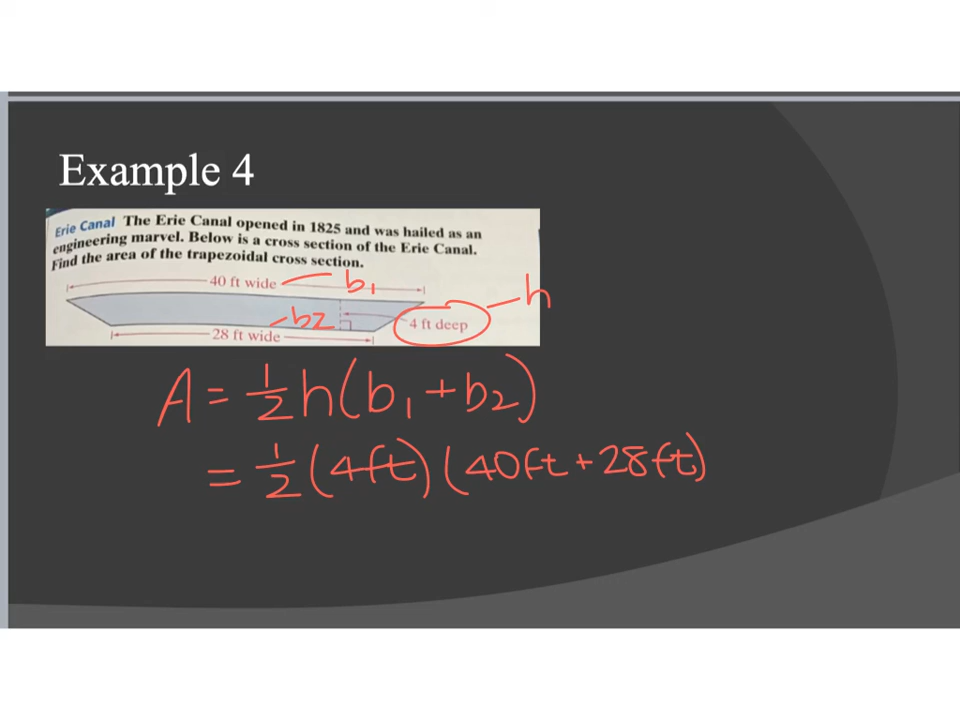 Example 4
Erie Canal The Erie Canal opened in 1825 and was hailed as an
engineering marvel. Below is a cross section of the Erie Canal.
Find the area of the trapezoidal cross section.
40 ft wide b₁
h
b2 4 ft deep
28 ft wide
A = ½h(b₁+b₂)
= ½(4ft)(40ft+28ft)